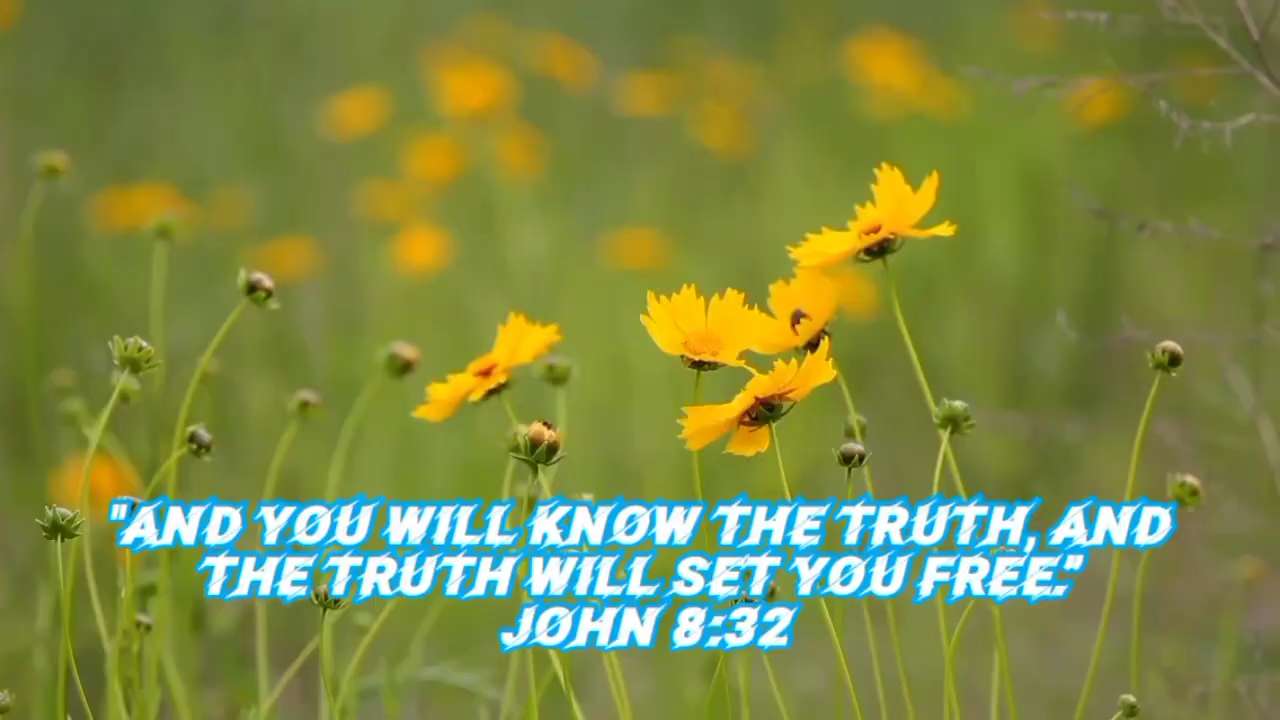 "AND YOU WILL KNOW THE TRUTH, AND
THE TRUTH WILL SET YOU FREE."
JOHN 8:32